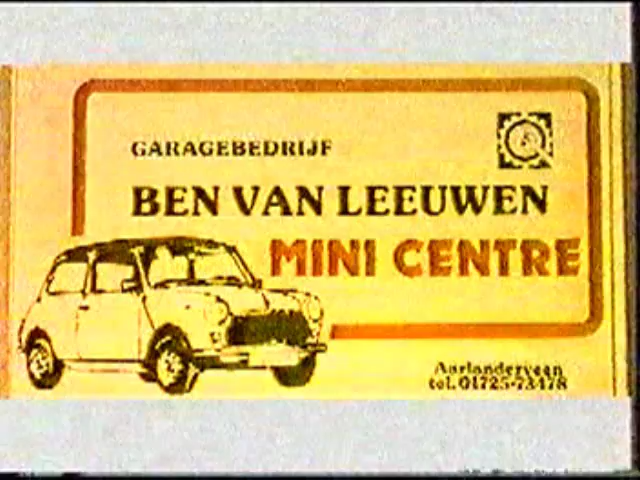 GARAGEBEDRIJF
BEN VAN LEEUWEN
MINI CENTRE
Aarlanderveen
tel. 01725-73478